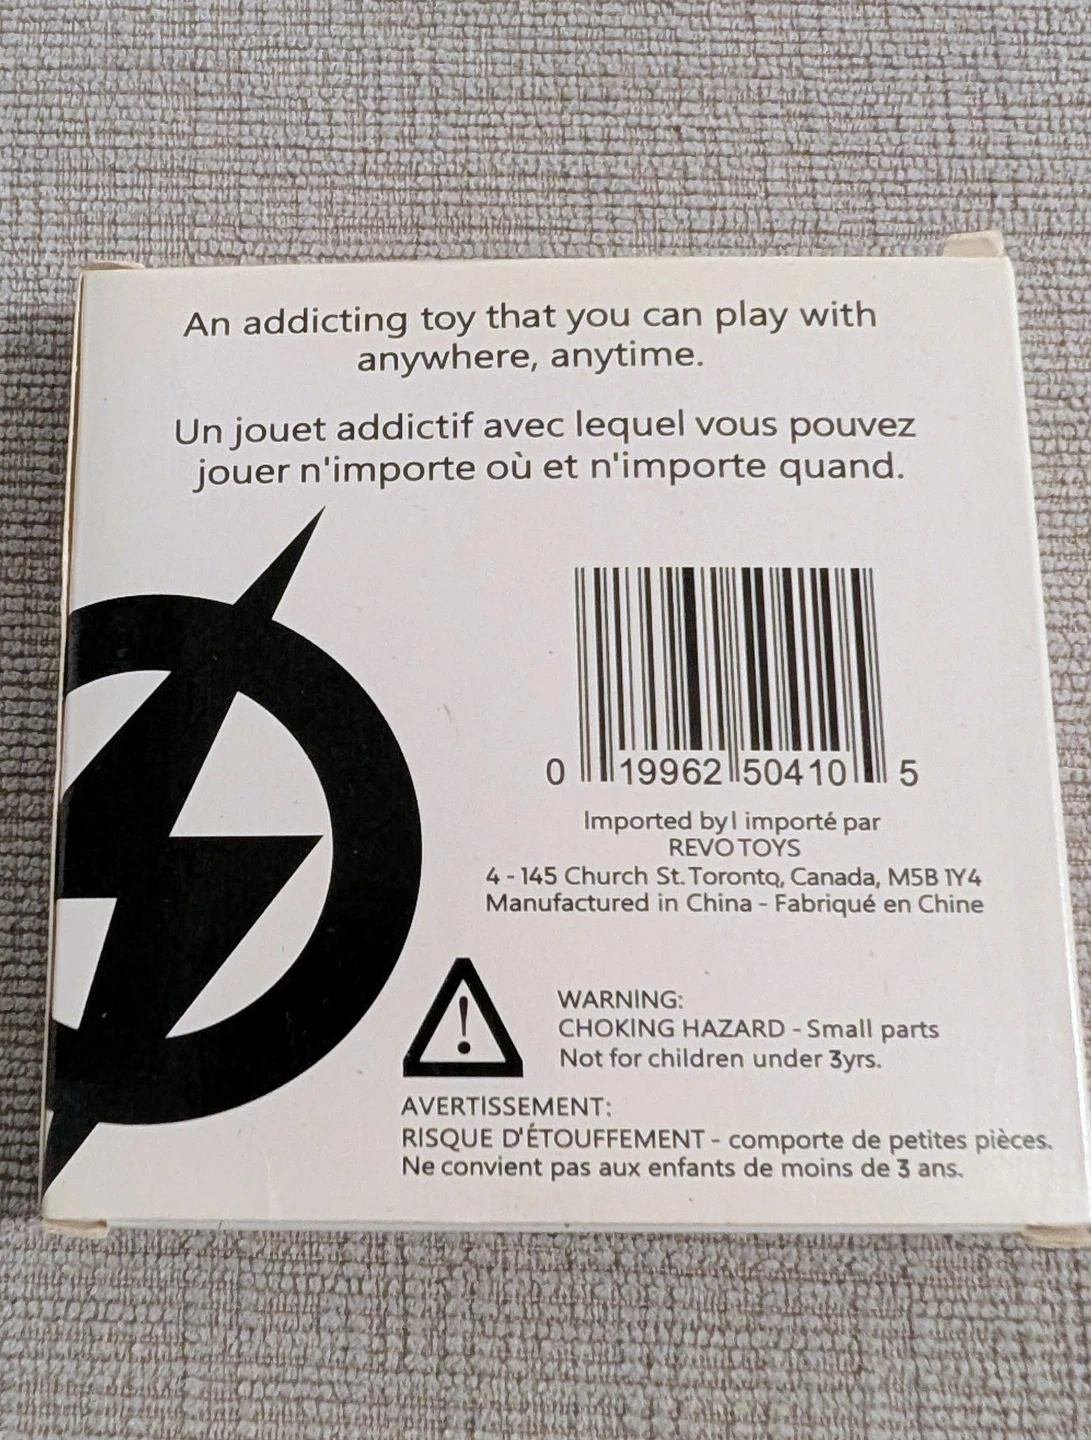 An addicting toy that you can play with
anywhere, anytime.
Un jouet addictif avec lequel vous pouvez
jouer n'importe où et n'importe quand.
0 19962 50410 5
Imported by| importé par
REVO TOYS
4 - 145 Church St. Toronto, Canada, M5B 1Y4
Manufactured in China - Fabriqué en Chine
WARNING:
CHOKING HAZARD - Small parts
Not for children under 3yrs.
AVERTISSEMENT:
RISQUE D'ÉTOUFFEMENT - comporte de petites pièces.
Ne convient pas aux enfants de moins de 3 ans.